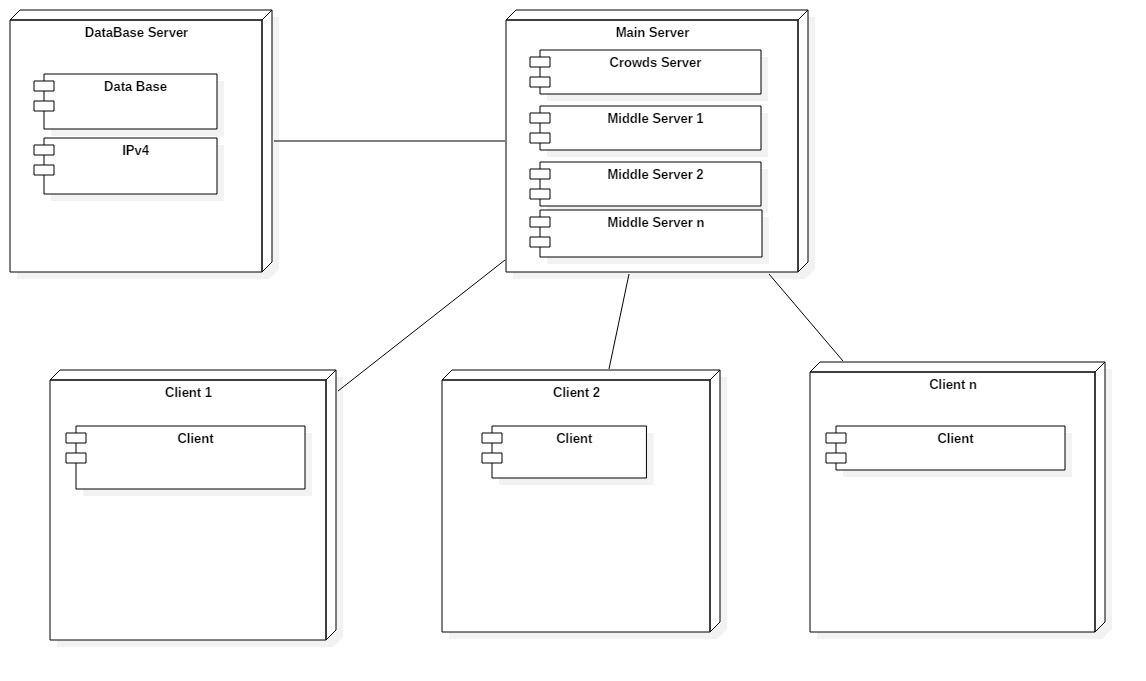 DataBase Server
Data Base
IPv4
Main Server
Crowds Server
Middle Server 1
Middle Server 2
Middle Server n
Client 1
Client
Client 2
Client
Client n
Client